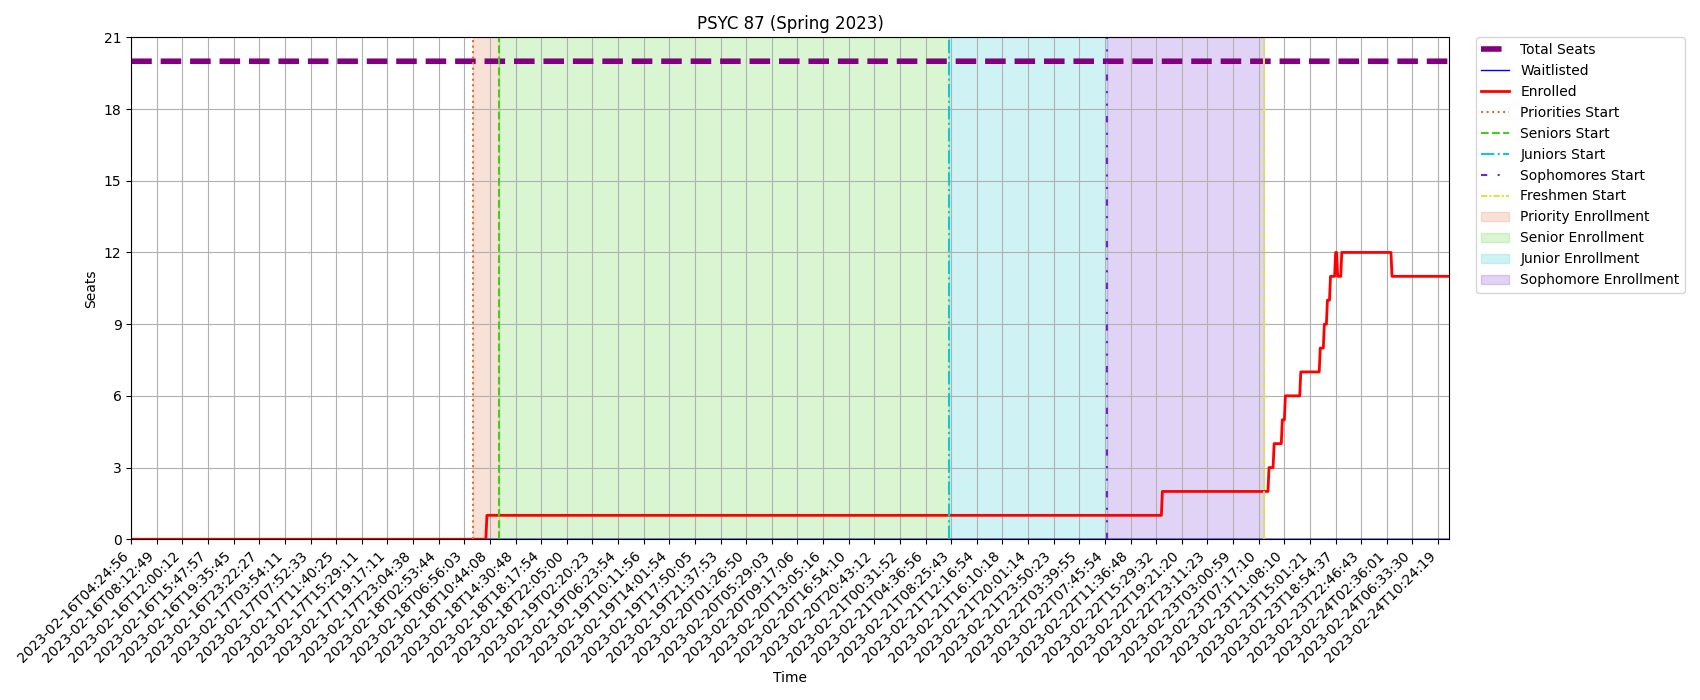 PSYC 87 (Spring 2023)
21
18
15
12
9
6
3
0
Seats
2023-02-16T04:24:56
2023-02-16T08:12:49
2023-02-16T12:00:12
2023-02-16T15:47:57
2023-02-16T19:35:45
2023-02-16T23:22:27
2023-02-17T03:54:11
2023-02-17T07:52:33
2023-02-17T11:40:25
2023-02-17T15:29:11
2023-02-17T19:17:11
2023-02-17T23:04:38
2023-02-18T02:53:44
2023-02-18T06:56:03
2023-02-18T10:44:08
2023-02-18T14:30:48
2023-02-18T18:17:54
2023-02-18T22:05:00
2023-02-19T02:20:23
2023-02-19T06:23:54
2023-02-19T10:11:56
2023-02-19T14:01:54
2023-02-19T17:50:05
2023-02-19T21:37:53
2023-02-20T01:26:50
2023-02-20T05:29:03
2023-02-20T09:17:06
2023-02-20T13:05:16
2023-02-20T16:54:10
2023-02-20T20:43:12
2023-02-21T00:31:52
2023-02-21T04:36:56
2023-02-21T08:25:43
2023-02-21T12:16:54
2023-02-21T16:10:18
2023-02-21T20:01:14
2023-02-21T23:50:23
2023-02-22T03:39:55
2023-02-22T07:45:54
2023-02-22T11:36:48
2023-02-22T15:29:32
2023-02-22T19:21:20
2023-02-22T23:11:23
2023-02-23T03:00:59
2023-02-23T07:17:10
2023-02-23T11:08:10
2023-02-23T15:01:21
2023-02-23T18:54:37
2023-02-23T22:46:43
2023-02-24T02:36:01
2023-02-24T06:33:30
2023-02-24T10:24:19
Time
Total Seats
Waitlisted
Enrolled
Priorities Start
Seniors Start
Juniors Start
Sophomores Start
Freshmen Start
Priority Enrollment
Senior Enrollment
Junior Enrollment
Sophomore Enrollment